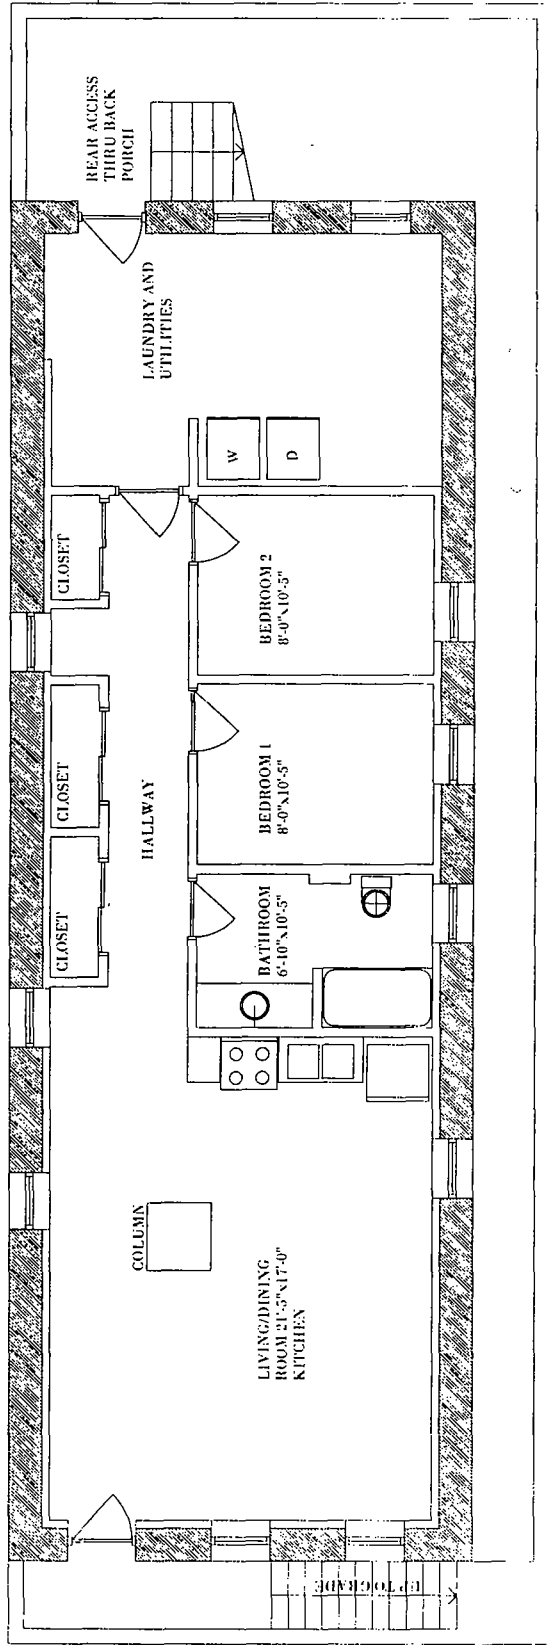 REAR ACCESS
THRU BACK
PORCH
LAUNDRY AND
UTILITIES
W
D
CLOSET
BEDROOM 2
8'-0"x10'-5"
CLOSET
HALLWAY
BEDROOM 1
8'-0"x10'-5"
CLOSET
BATHROOM
6'-10"x10'-5"
COLUMN
LIVING/DINING
ROOM 21'-5"x17'-0"
KITCHEN
UP TO GRADE